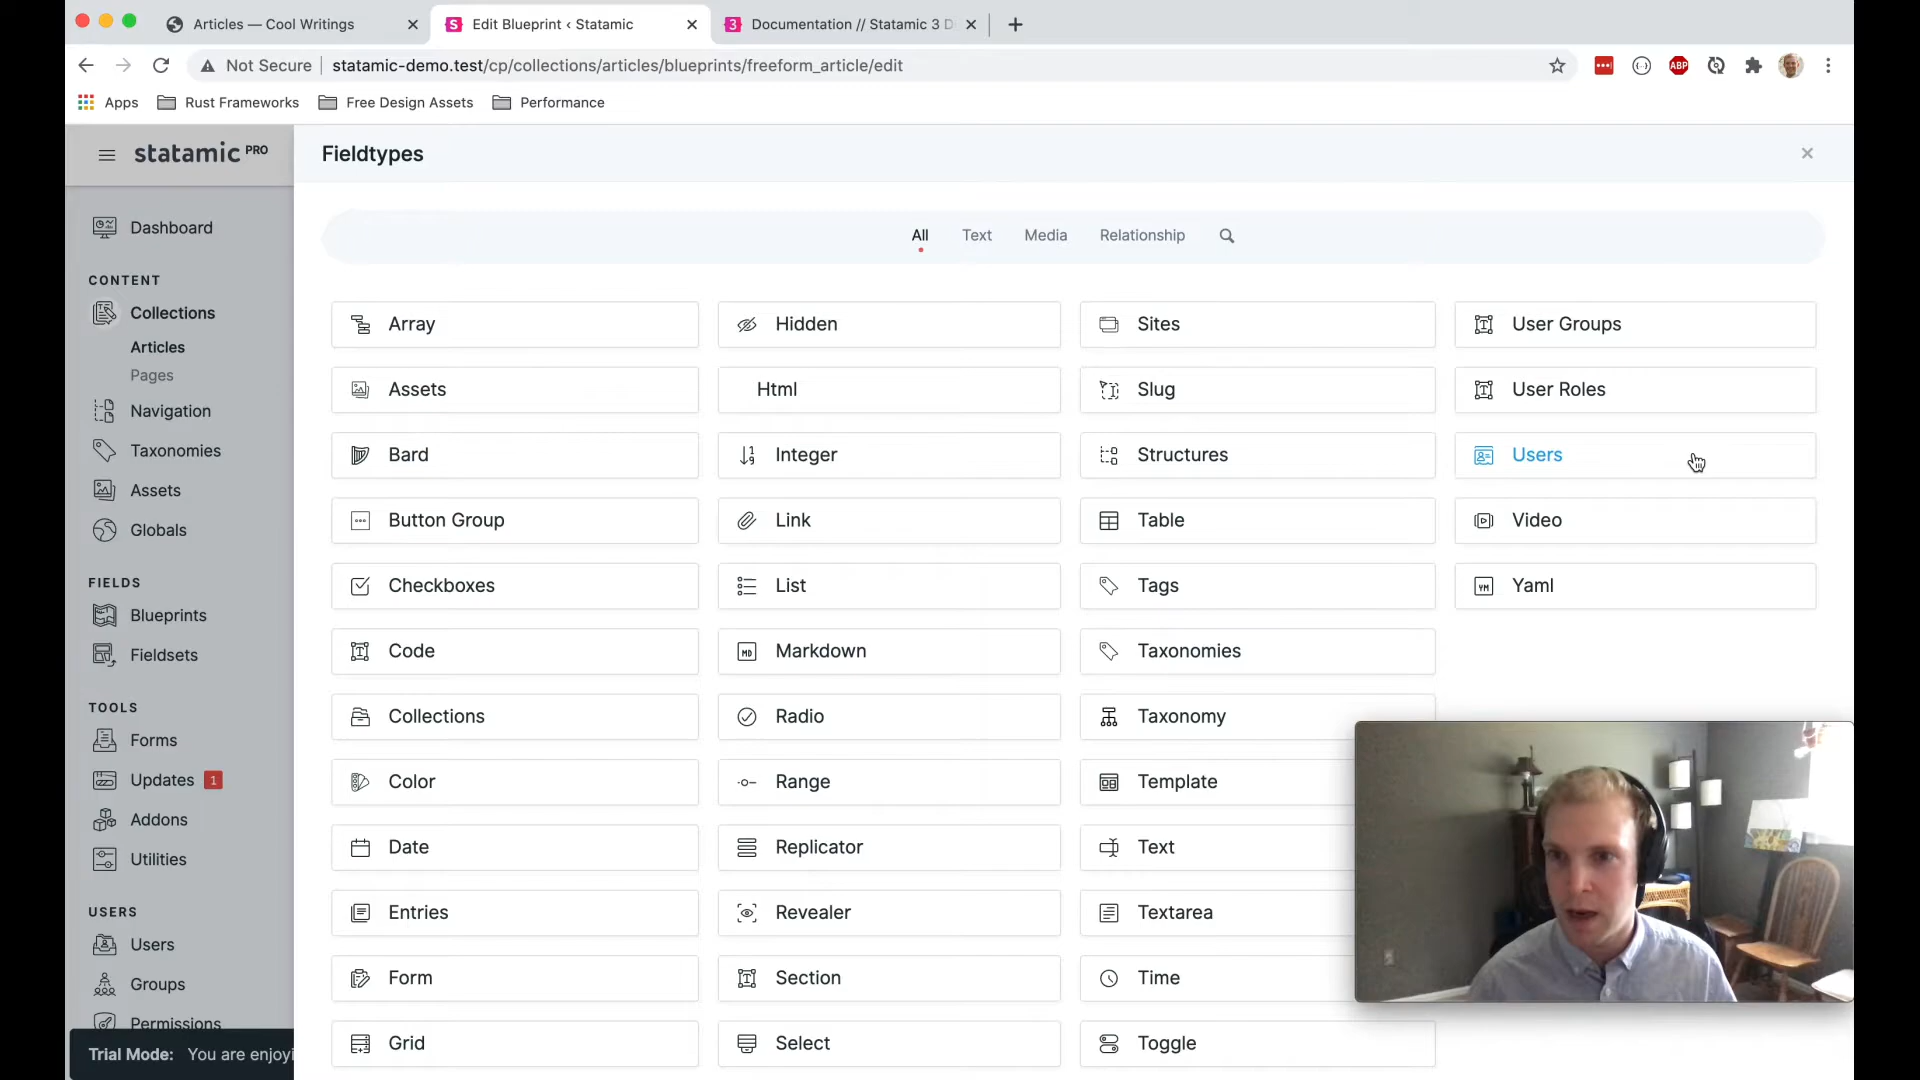 Articles — Cool Writings
Edit Blueprint ‹ Statamic
3
Documentation // Statamic 3 D
Not Secure
statamic-demo.test/cp/collections/articles/blueprints/freeform_article/edit
ABP
Apps
Rust Frameworks
Free Design Assets
Performance
statamic PRO
Dashboard
CONTENT
Collections
Articles
Pages
Navigation
Taxonomies
Assets
Globals
FIELDS
Blueprints
Fieldsets
TOOLS
Forms
Updates 1
Addons
Utilities
USERS
Users
Groups
Permissions
Trial Mode: You are enjoyi
Fieldtypes
All
Text
Media
Relationship
Array
Assets
Bard
Button Group
Checkboxes
Code
Collections
Color
Date
Entries
Form
Grid
Hidden
Html
Integer
Link
List
Markdown
Radio
Range
Replicator
Revealer
Section
Select
Sites
Slug
Structures
Table
Tags
Taxonomies
Taxonomy
Template
Text
Textarea
Time
Toggle
User Groups
User Roles
Users
Video
Yaml